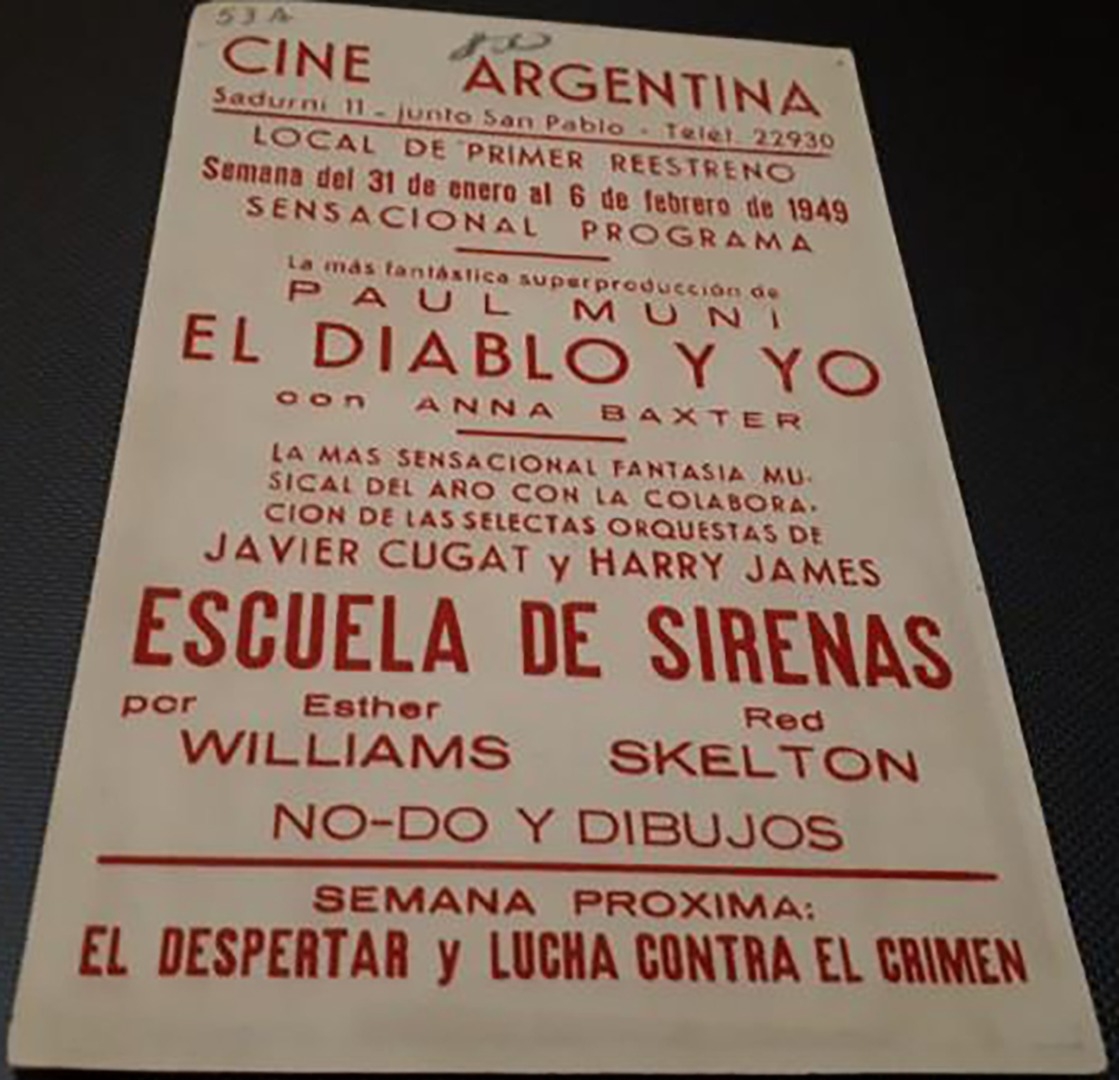 53 A
CINE ARGENTINA
Sadurni 11 - junto San Pablo - Teléf. 22930
LOCAL DE PRIMER REESTRENO
Semana del 31 de enero al 6 de febrero de 1949
SENSACIONAL PROGRAMA
La más fantástica superproducción de
PAUL MUNI
EL DIABLO Y YO
con ANNA BAXTER
LA MAS SENSACIONAL FANTASIA MU-
SICAL DEL AÑO CON LA COLABORA-
CION DE LAS SELECTAS ORQUESTAS DE
JAVIER CUGAT y HARRY JAMES
ESCUELA DE SIRENAS
por Esther Red
WILLIAMS SKELTON
NO-DO Y DIBUJOS
SEMANA PROXIMA:
EL DESPERTAR y LUCHA CONTRA EL CRIMEN